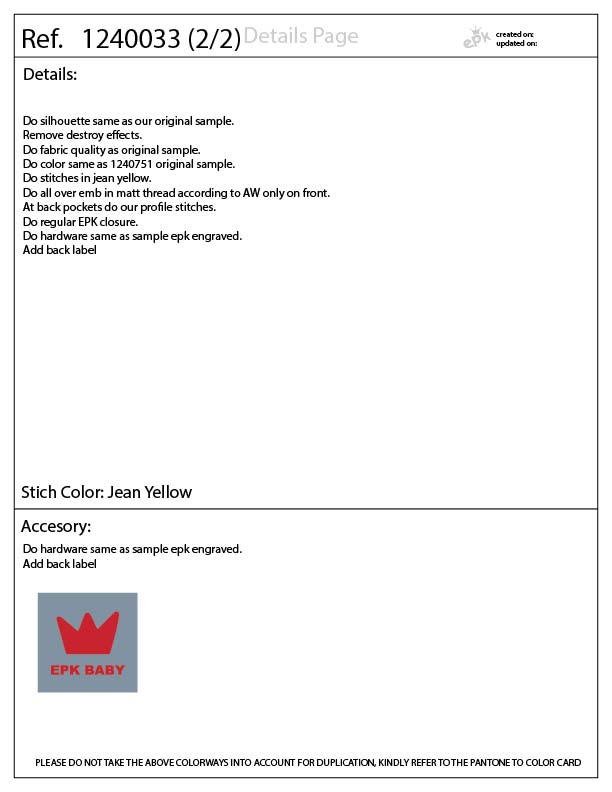 Ref. 1240033 (2/2) Details Page
epk
created on:
updated on:
Details:
Do silhouette same as our original sample.
Remove destroy effects.
Do fabric quality as original sample.
Do color same as 1240751 original sample.
Do stitches in jean yellow.
Do all over emb in matt thread according to AW only on front.
At back pockets do our profile stitches.
Do regular EPK closure.
Do hardware same as sample epk engraved.
Add back label
Stich Color: Jean Yellow
Accesory:
Do hardware same as sample epk engraved.
Add back label
EPK BABY
PLEASE DO NOT TAKE THE ABOVE COLORWAYS INTO ACCOUNT FOR DUPLICATION, KINDLY REFER TO THE PANTONE TO COLOR CARD